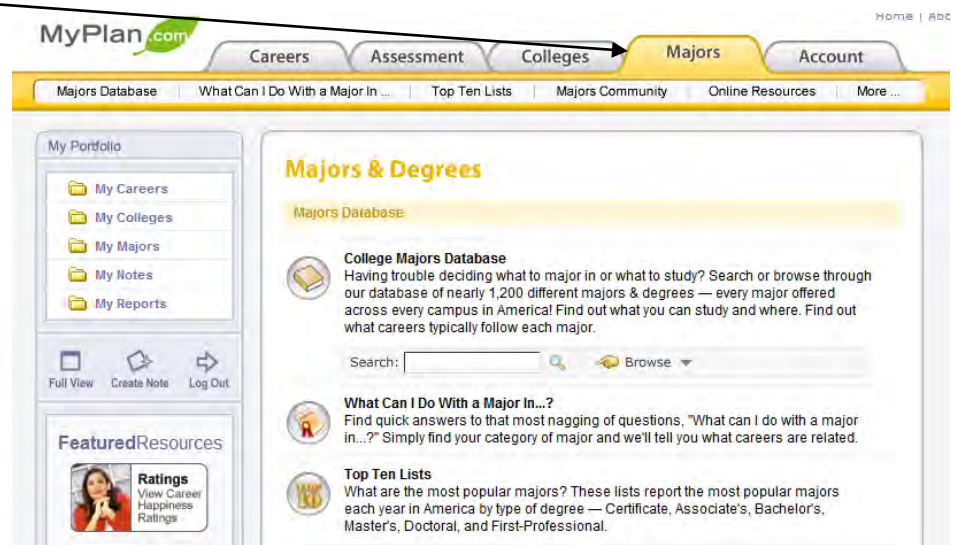 Home | Abo
MyPlan.com
Careers Assessment Colleges Majors Account
Majors Database What Can I Do With a Major In ... Top Ten Lists Majors Community Online Resources More ...
My Portfolio
My Careers
My Colleges
My Majors
My Notes
My Reports
Full View Create Note Log Out
FeaturedResources
Ratings
View Career
Happiness
Ratings
Majors & Degrees
Majors Database
College Majors Database
Having trouble deciding what to major in or what to study? Search or browse through
our database of nearly 1,200 different majors & degrees — every major offered
across every campus in America! Find out what you can study and where. Find out
what careers typically follow each major.
Search: Browse
What Can I Do With a Major In...?
Find quick answers to that most nagging of questions, "What can I do with a major
in...?" Simply find your category of major and we'll tell you what careers are related.
Top Ten Lists
What are the most popular majors? These lists report the most popular majors
each year in America by type of degree — Certificate, Associate's, Bachelor's,
Master's, Doctoral, and First-Professional.